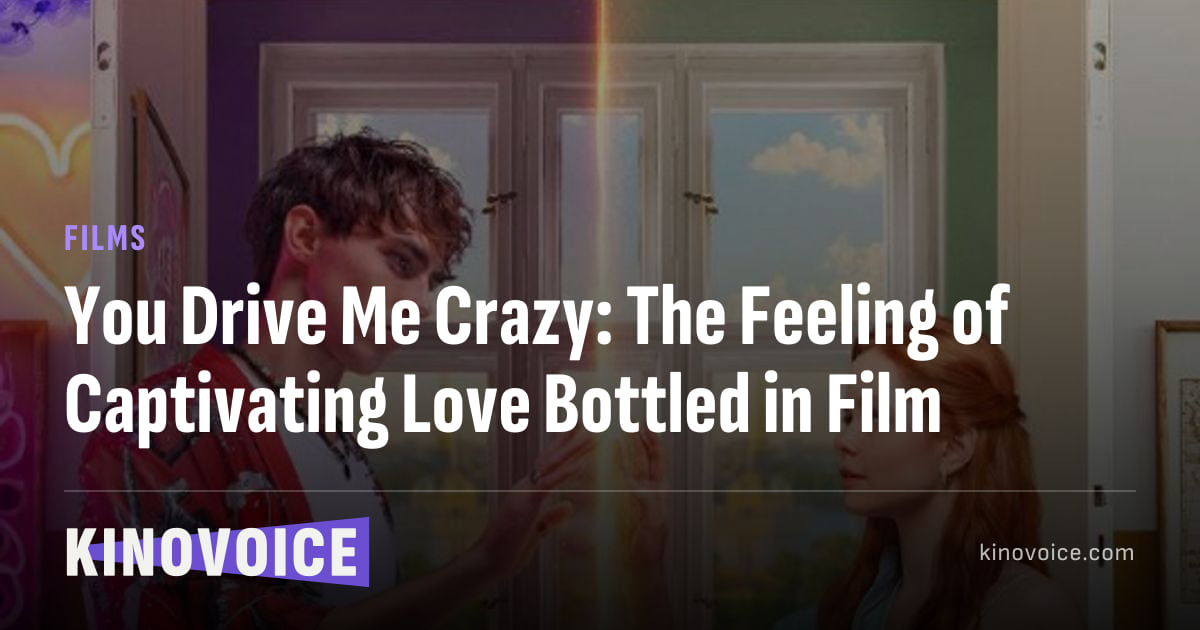 FILMS
You Drive Me Crazy: The Feeling of
Captivating Love Bottled in Film
KINOVOICE
kinovoice.com